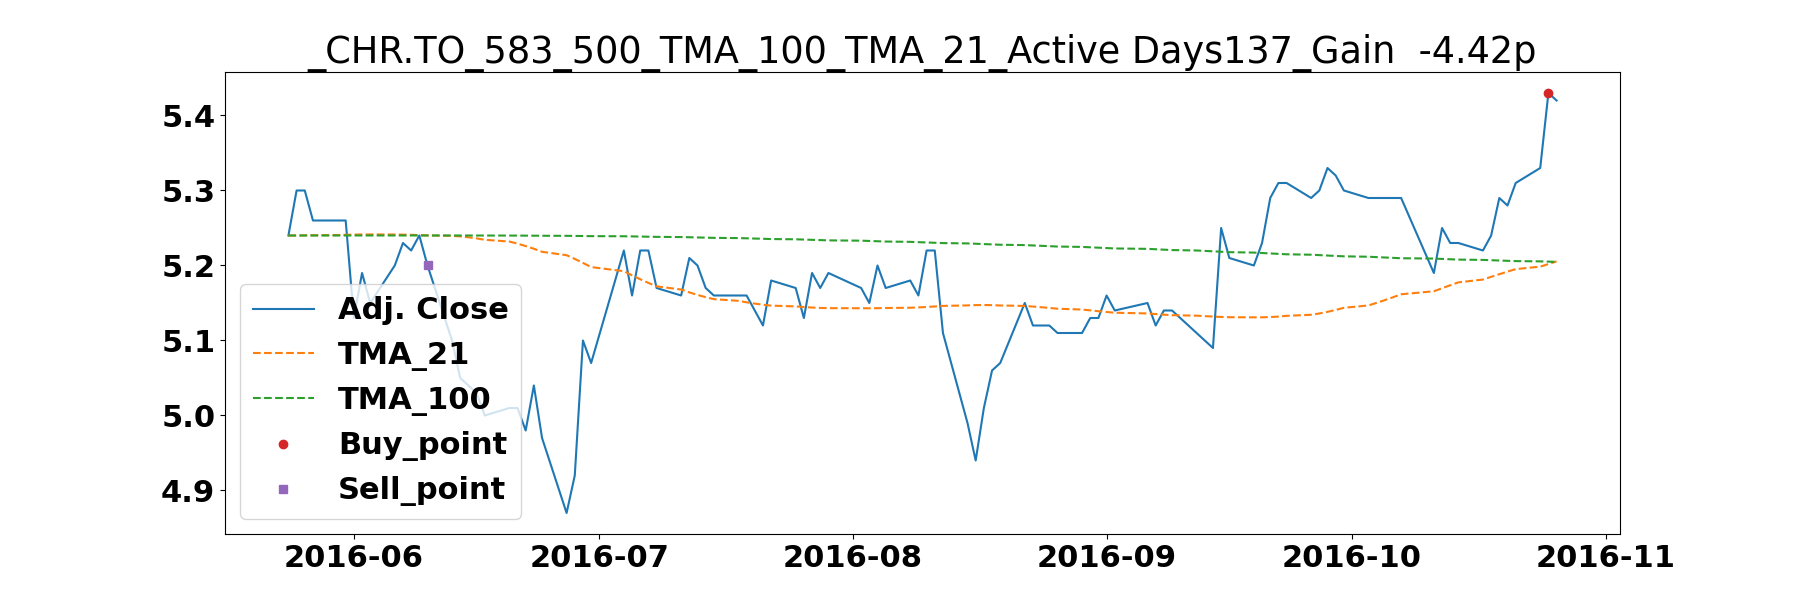 _CHR.TO_583_500_TMA_100_TMA_21_Active Days137_Gain  -4.42p
5.4
5.3
5.2
5.1
5.0
4.9
Adj. Close
TMA_21
TMA_100
Buy_point
Sell_point
2016-06 2016-07 2016-08 2016-09 2016-10 2016-11